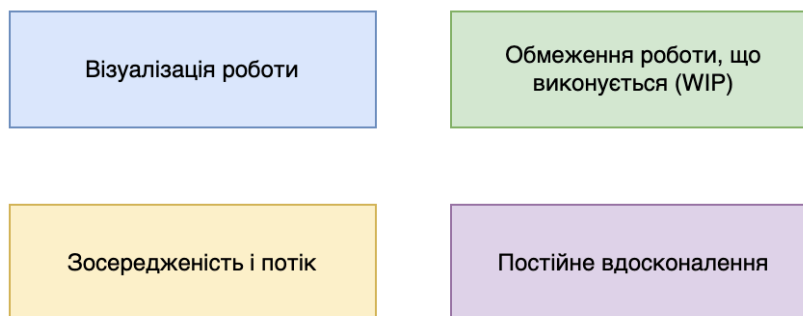 Візуалізація роботи
Обмеження роботи, що
виконується (WIP)
Зосередженість і потік
Постійне вдосконалення